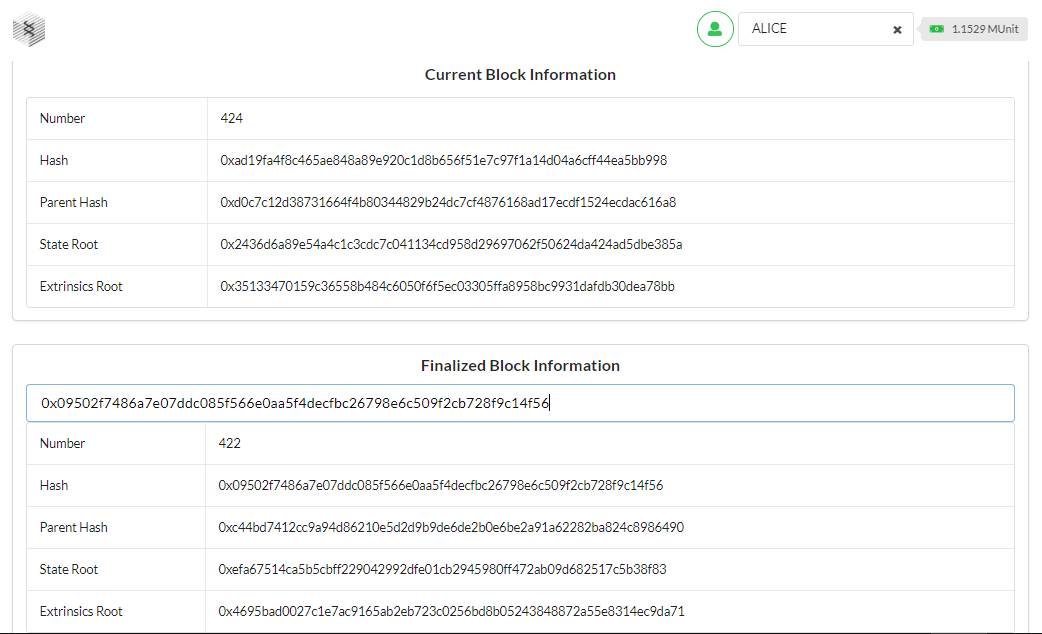 ALICE
1.1529 MUnit
Current Block Information
Number 424
Hash 0xad19fa4f8c465ae848a89e920c1d8b656f51e7c97f1a14d04a6cff44ea5bb998
Parent Hash 0xd0c7c12d38731664f4b80344829b24dc7cf4876168ad17ecdf1524ecdac616a8
State Root 0x2436d6a89e54a4c1c3cdc7c041134cd958d29697062f50624da424ad5dbe385a
Extrinsics Root 0x35133470159c36558b484c6050f6f5ec03305ffa8958bc9931dafdb30dea78bb
Finalized Block Information
0x09502f7486a7e07ddc085f566e0aa5f4decfbc26798e6c509f2cb728f9c14f56
Number 422
Hash 0x09502f7486a7e07ddc085f566e0aa5f4decfbc26798e6c509f2cb728f9c14f56
Parent Hash 0xc44bd7412cc9a94d86210e5d2d9b9de6de2b0e6be2a91a62282ba824c8986490
State Root 0xefa67514ca5b5cbff229042992dfe01cb2945980ff472ab09d682517c5b38f83
Extrinsics Root 0x4695bad0027c1e7ac9165ab2eb723c0256bd8b05243848872a55e8314ec9da71